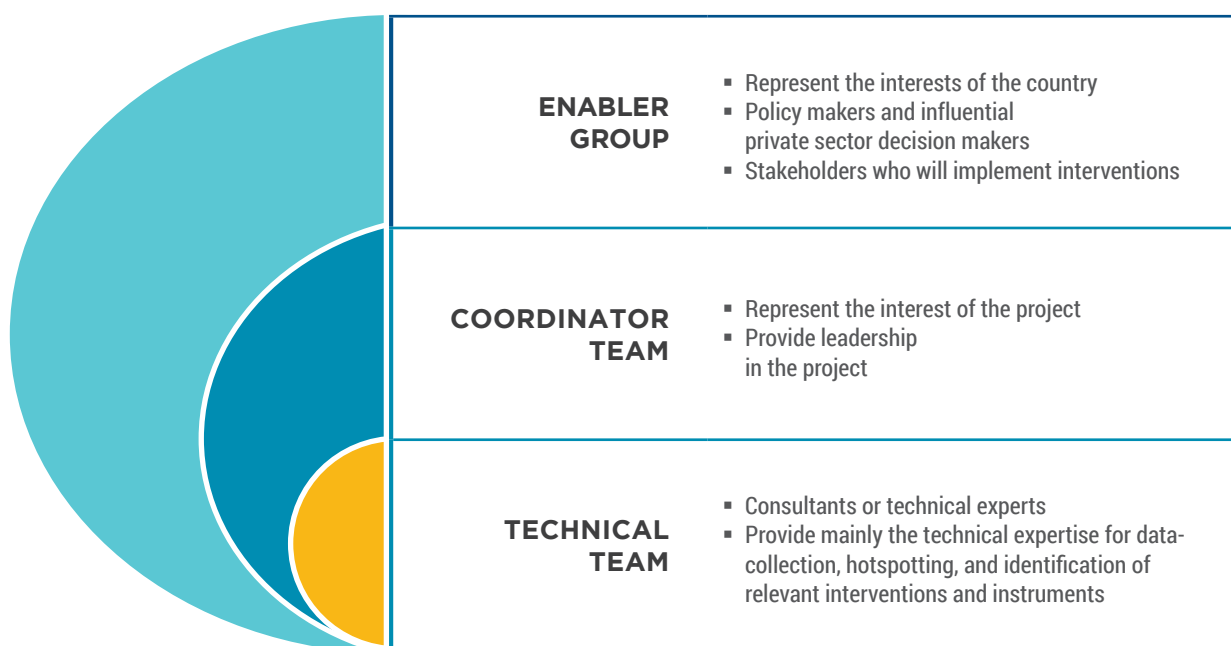 ENABLER
GROUP
▪ Represent the interests of the country
▪ Policy makers and influential
private sector decision makers
▪ Stakeholders who will implement interventions
COORDINATOR
TEAM
▪ Represent the interest of the project
▪ Provide leadership
in the project
TECHNICAL
TEAM
▪ Consultants or technical experts
▪ Provide mainly the technical expertise for data-
collection, hotspotting, and identification of
relevant interventions and instruments